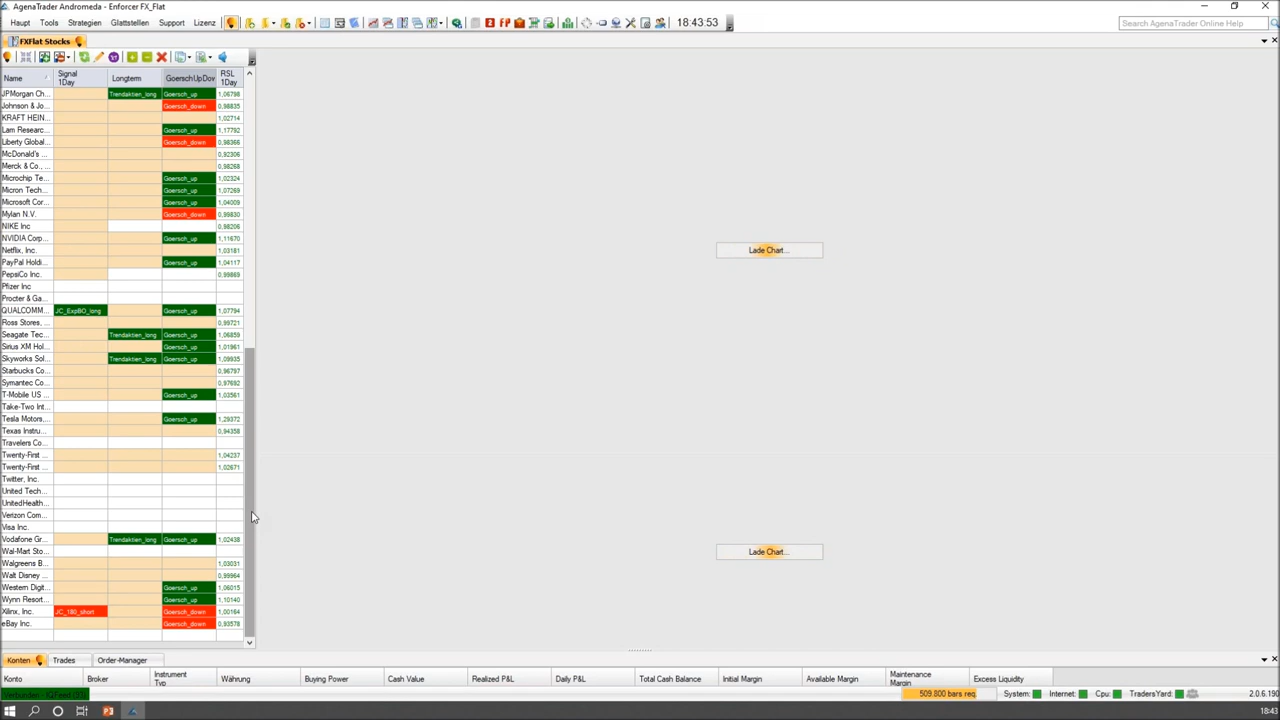 AgenaTrader Andromeda - Enforcer FX_Flat
Haupt Tools Strategien Glattstellen Support Lizenz 18:43:53 Search AgenaTrader Online Help
FXFlat Stocks
Name Signal 1Day Longterm GoerschUpDov RSL 1Day
JPMorgan Ch... Trendaktien_long Goersch_up 1,06798
Johnson & Jo... Goersch_down 0,98835
KRAFT HEIN... 1,02714
Lam Researc... Goersch_up 1,17792
Liberty Global... Goersch_down 0,98366
McDonald's ... 0,92306
Merck & Co., ... 0,98268
Microchip Te... Goersch_up 1,02324
Micron Tech... Goersch_up 1,07269
Microsoft Cor... Goersch_up 1,04009
Mylan N.V. Goersch_down 0,99830
NIKE Inc 0,98206
NVIDIA Corp... Goersch_up 1,11670
Netflix, Inc. 1,03181
PayPal Holdi... Goersch_up 1,04117
PepsiCo Inc. 0,99869
Pfizer Inc
Procter & Ga...
QUALCOMM... JC_ExpBO_long Goersch_up 1,07794
Ross Stores, ... 0,99721
Seagate Tec... Trendaktien_long Goersch_up 1,06859
Sirius XM Hol... Goersch_up 1,01961
Skyworks Sol... Trendaktien_long Goersch_up 1,09935
Starbucks Co... 0,96797
Symantec Co... 0,97692
T-Mobile US ... Goersch_up 1,03561
Take-Two Int...
Tesla Motors,... Goersch_up 1,29372
Texas Instru... 0,94358
Travelers Co...
Twenty-First ... 1,04237
Twenty-First ... 1,02671
Twitter, Inc.
United Tech...
UnitedHealth...
Verizon Com...
Visa Inc.
Vodafone Gr... Trendaktien_long Goersch_up 1,02438
Wal-Mart Sto...
Walgreens B... 1,03031
Walt Disney ... 0,99964
Western Digit... Goersch_up 1,06015
Wynn Resort... Goersch_up 1,10140
Xilinx, Inc. JC_180_short Goersch_down 1,00164
eBay Inc. Goersch_down 0,93578
Lade Chart...
Lade Chart...
Konten Trades Order-Manager
Konto Broker Instrument Typ Währung Buying Power Cash Value Realized P&L Daily P&L Total Cash Balance Initial Margin Available Margin Maintenance Margin Excess Liquidity
509.800 bars req. System: Internet: Cpu: TradersYard: 2.0.6.190
18:43